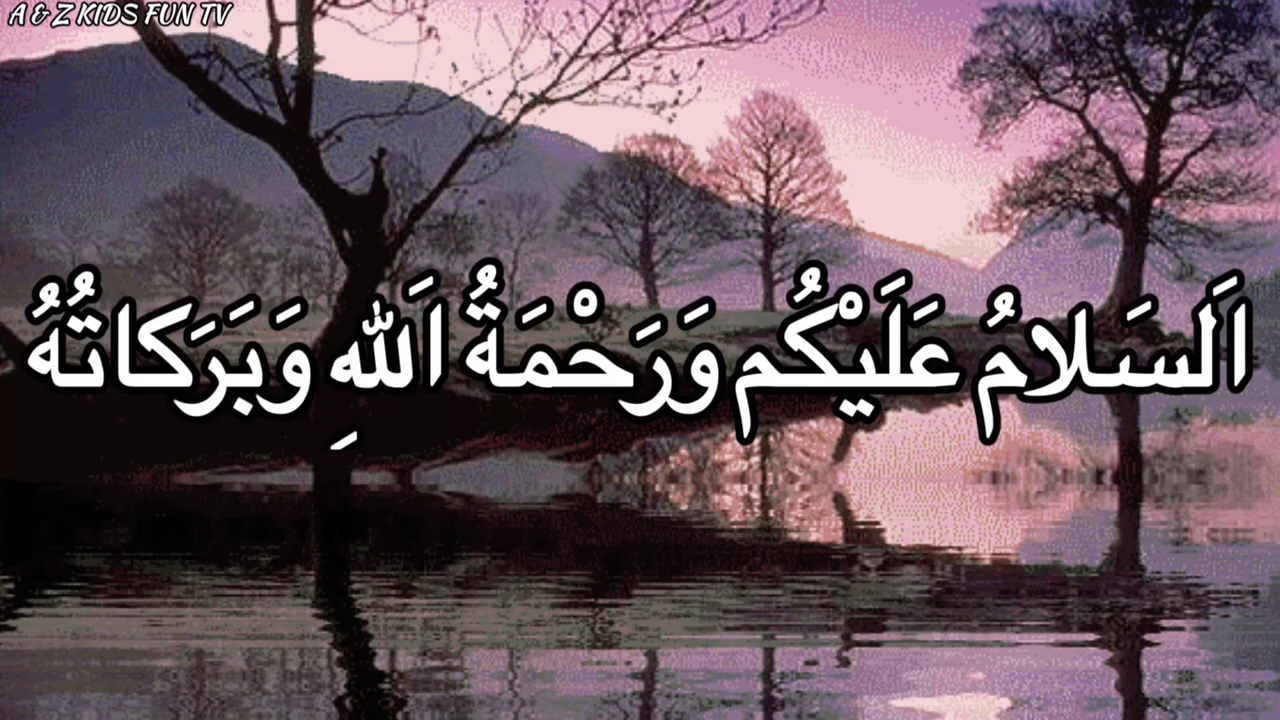 A & Z KIDS FUN TV
اَلسَلامُ عَلَيْكُم وَرَحْمَةُ اَللهِ وَبَرَكاتُهُ